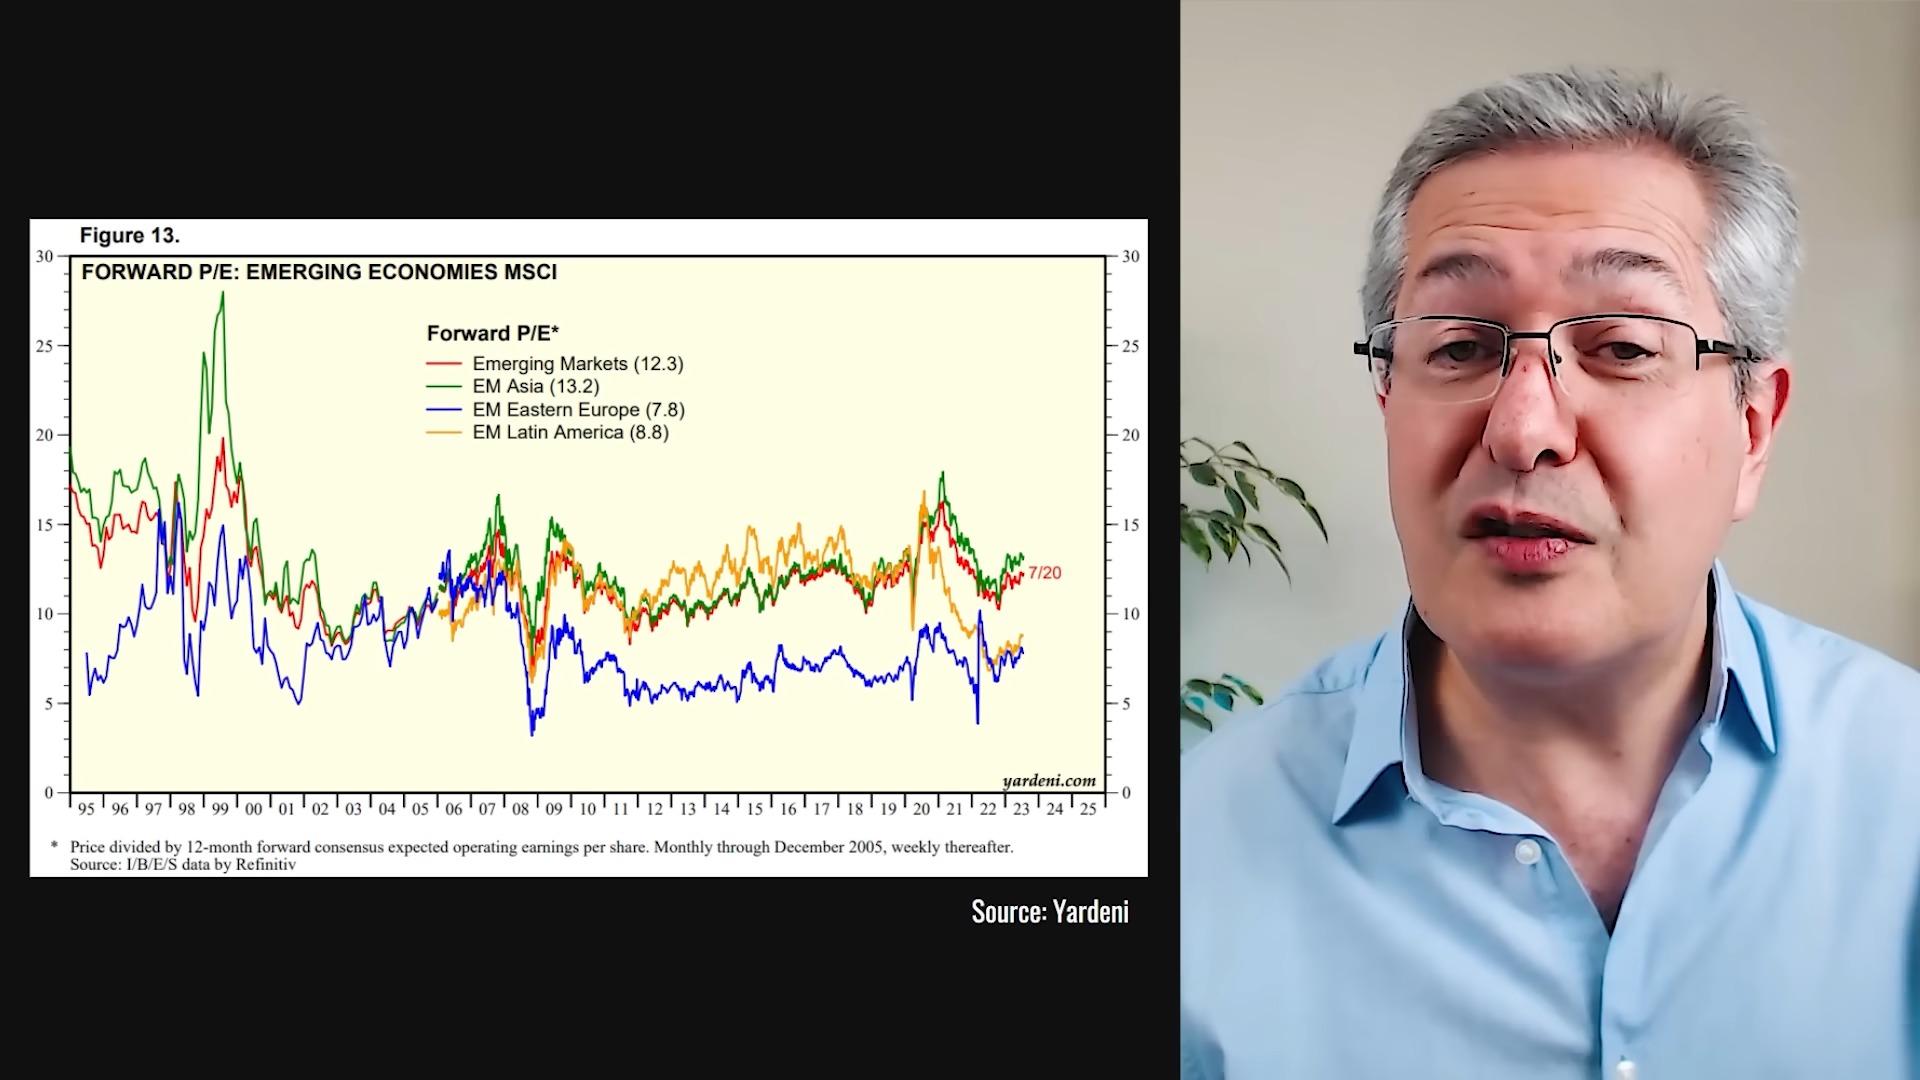 Figure 13.
FORWARD P/E: EMERGING ECONOMIES MSCI
Forward P/E*
Emerging Markets (12.3)
EM Asia (13.2)
EM Eastern Europe (7.8)
EM Latin America (8.8)
30 30
25 25
20 20
15 15
7/20
10 10
5 5
yardeni.com
0 0
95 96 97 98 99 00 01 02 03 04 05 06 07 08 09 10 11 12 13 14 15 16 17 18 19 20 21 22 23 24 25
* Price divided by 12-month forward consensus expected operating earnings per share. Monthly through December 2005, weekly thereafter.
Source: I/B/E/S data by Refinitiv
Source: Yardeni